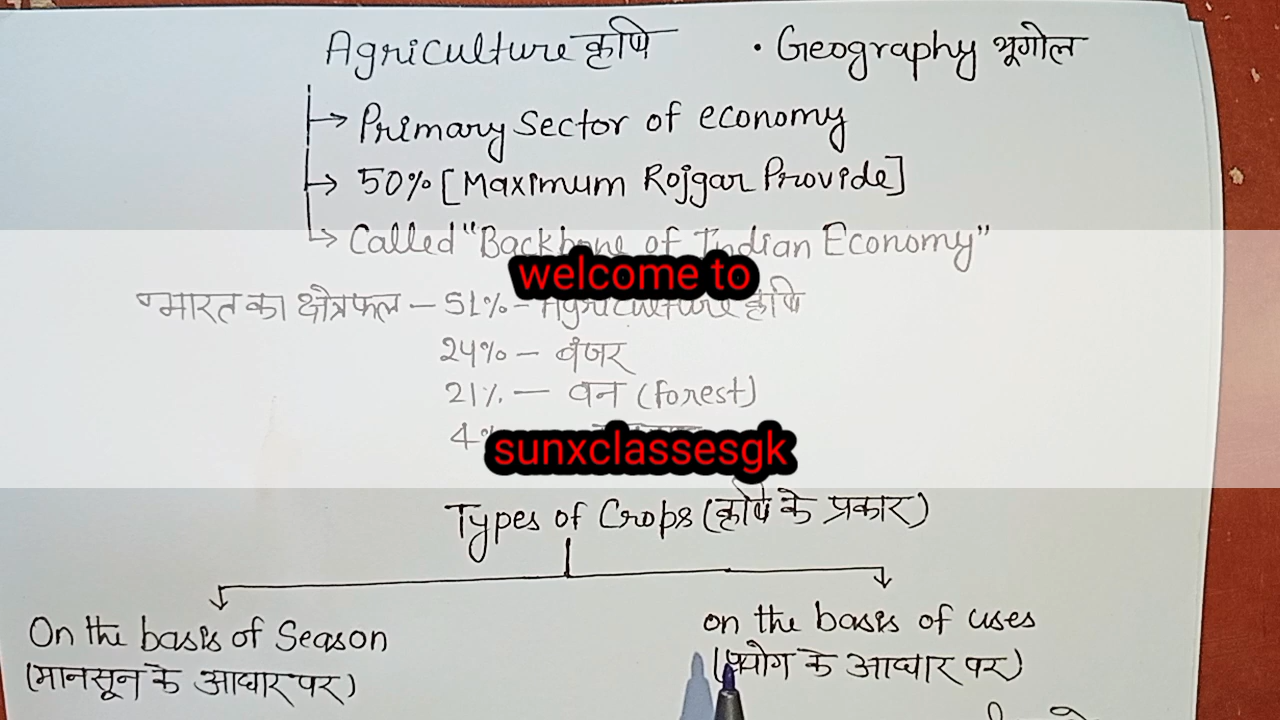 Agriculture कृषि • Geography भूगोल
→ Primary Sector of economy
→ 50% [Maximum Rojgar Provide]
→ Called "Backbone of Indian Economy"
welcome to
भारत का क्षेत्रफल – 51% – Agriculture कृषि
24% – बंजर
21% – वन (forest)
4%
sunxclassesgk
Types of Crops (कृषि के प्रकार)
On the basis of Season
(मानसून के आधार पर)
on the basis of uses
(प्रयोग के आधार पर)